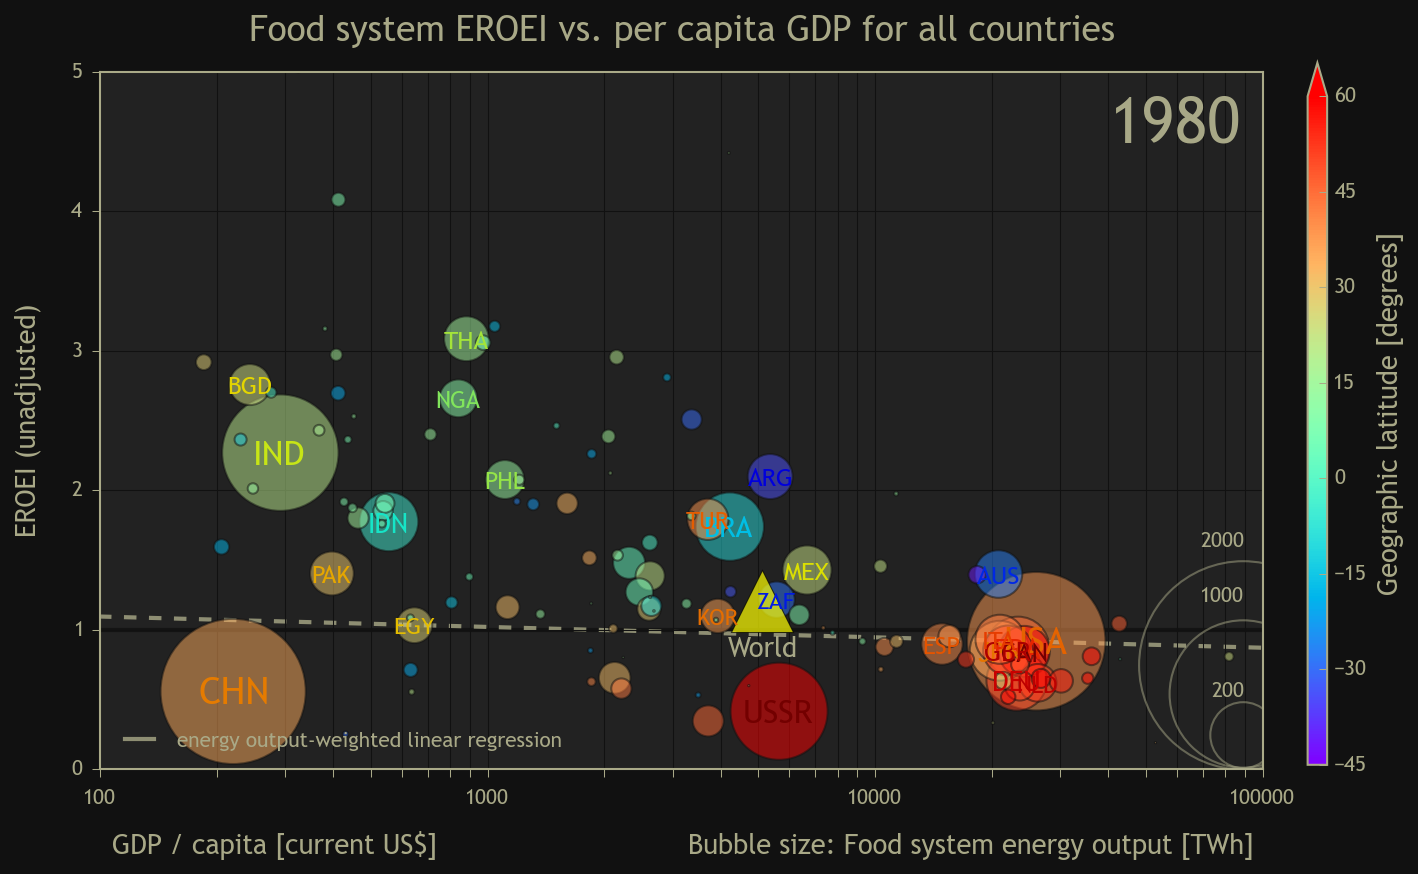 Food system EROEI vs. per capita GDP for all countries
1980
5
4
3
2
1
0
EROEI (unadjusted)
THA
BGD
NGA
IND
PHL
ARG
IDN
TUR
BRA
PAK
MEX
AUS
ZAF
EGY
KOR
World
ESP
ITA
USA
CAN
CHN
USSR
energy output-weighted linear regression
2000
1000
200
100
1000
10000
100000
GDP / capita [current US$]
Bubble size: Food system energy output [TWh]
60
45
30
15
0
−15
−30
−45
Geographic latitude [degrees]